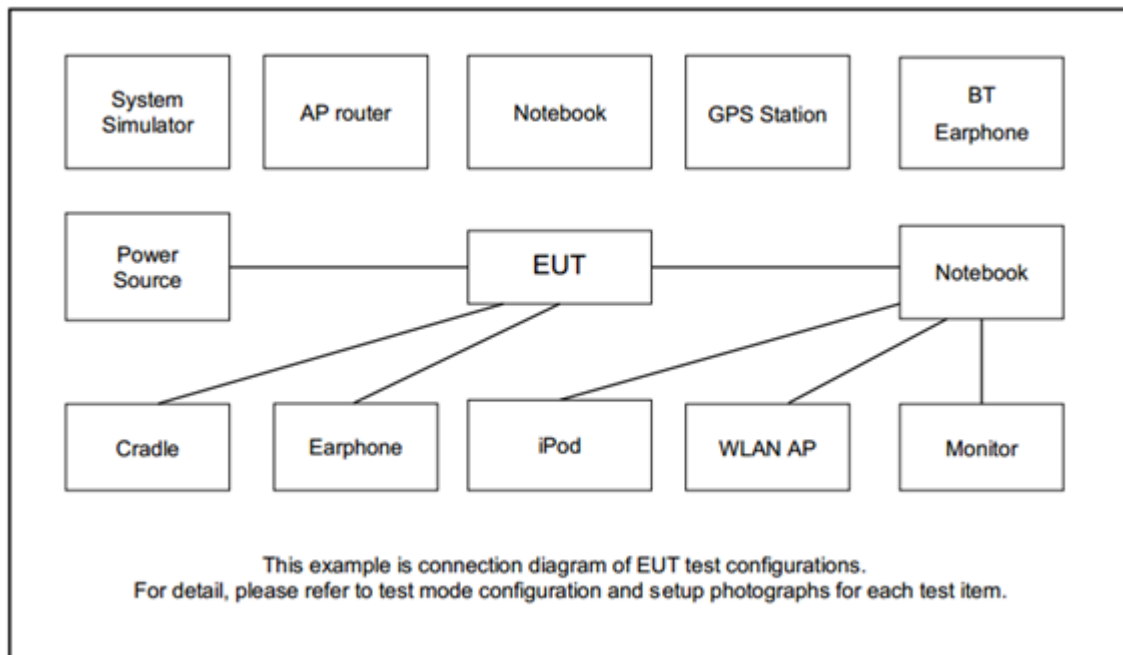 System
Simulator
AP router
Notebook
GPS Station
BT
Earphone
Power
Source
EUT
Notebook
Cradle
Earphone
iPod
WLAN AP
Monitor
This example is connection diagram of EUT test configurations.
For detail, please refer to test mode configuration and setup photographs for each test item.